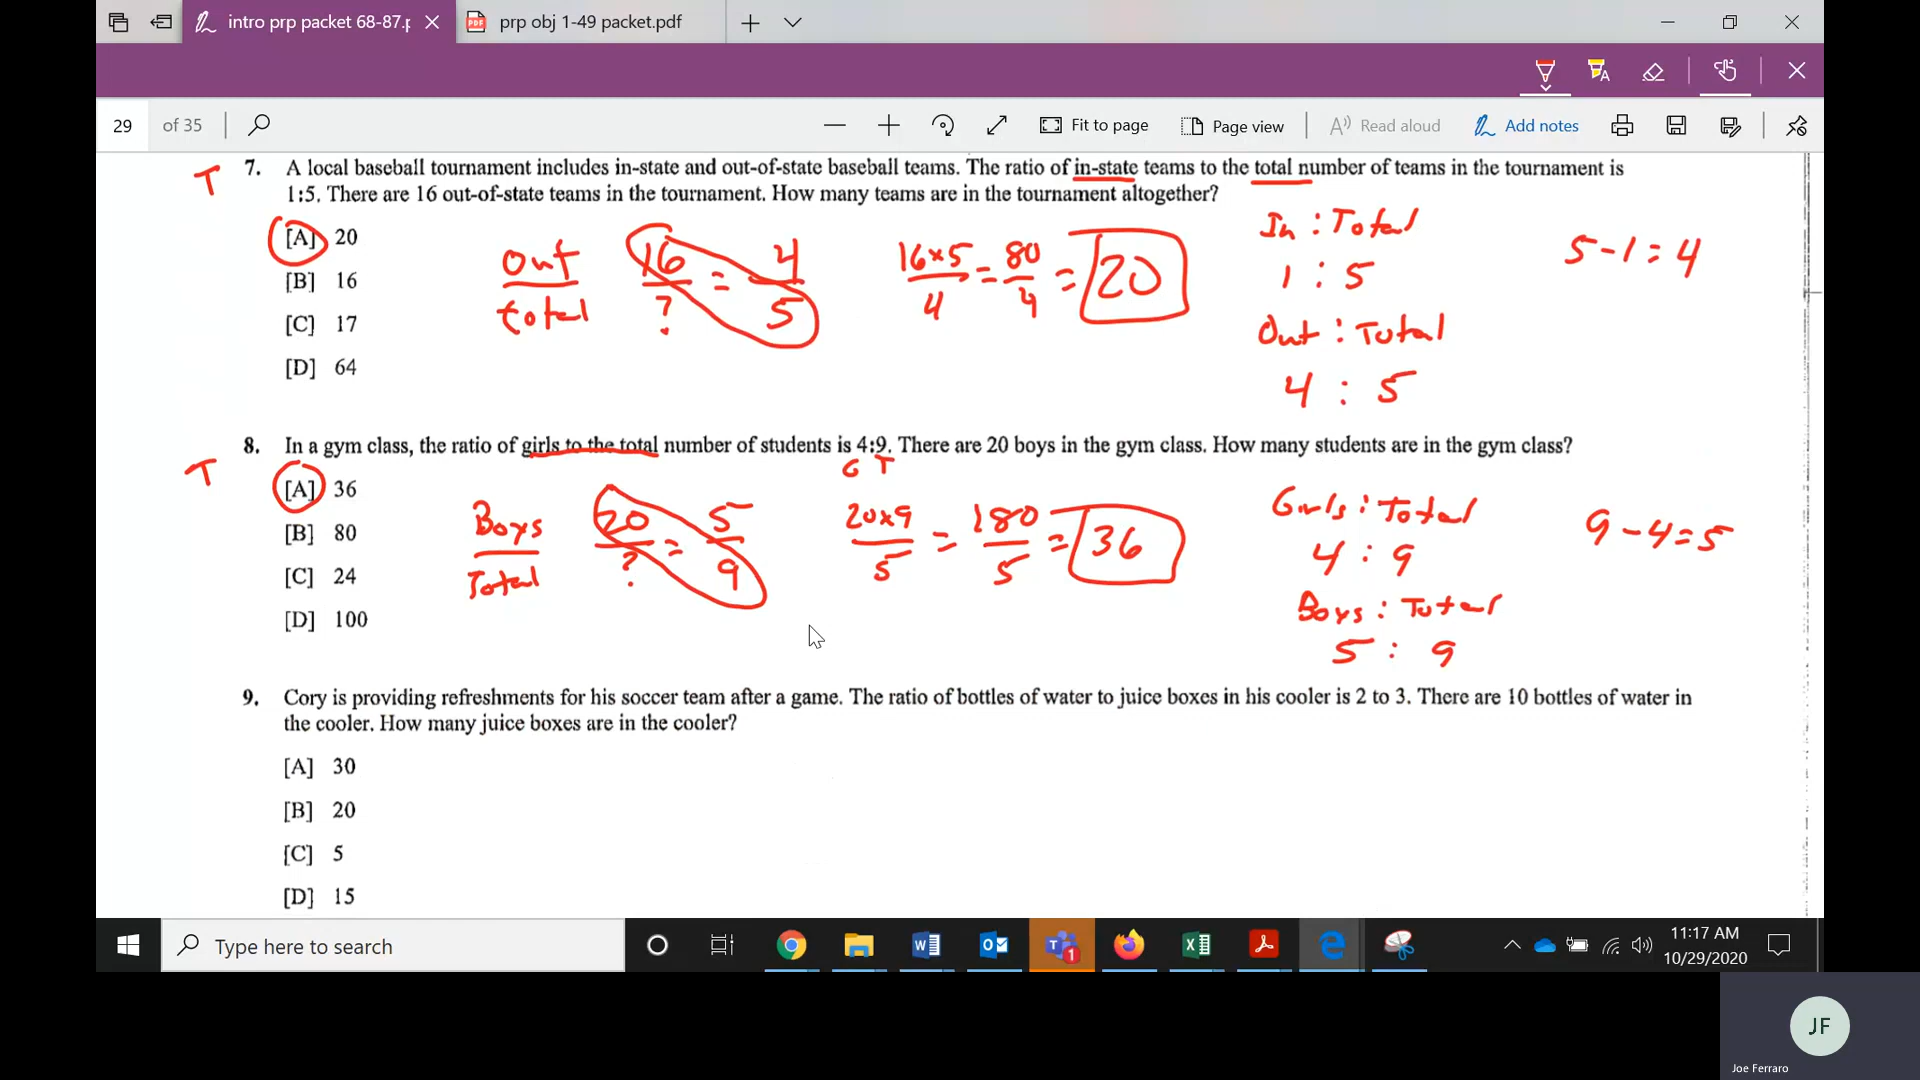 intro prp packet 68-87.p
prp obj 1-49 packet.pdf
29 of 35
Fit to page
Page view
Read aloud
Add notes
T
7. A local baseball tournament includes in-state and out-of-state baseball teams. The ratio of in-state teams to the total number of teams in the tournament is
1:5. There are 16 out-of-state teams in the tournament. How many teams are in the tournament altogether?
[A] 20
[B] 16
[C] 17
[D] 64
out
total
16
?
=
4
5
16×5
4
=
80
4
= 20
In : Total
1 : 5
Out : Total
4 : 5
5-1=4
T
8. In a gym class, the ratio of girls to the total number of students is 4:9. There are 20 boys in the gym class. How many students are in the gym class?
G T
[A] 36
[B] 80
[C] 24
[D] 100
Boys
Total
20
?
=
5
9
20×9
5
=
180
5
= 36
Girls : Total
4 : 9
Boys : Total
5 : 9
9-4=5
9. Cory is providing refreshments for his soccer team after a game. The ratio of bottles of water to juice boxes in his cooler is 2 to 3. There are 10 bottles of water in
the cooler. How many juice boxes are in the cooler?
[A] 30
[B] 20
[C] 5
[D] 15
Type here to search
1
11:17 AM
10/29/2020
JF
Joe Ferraro